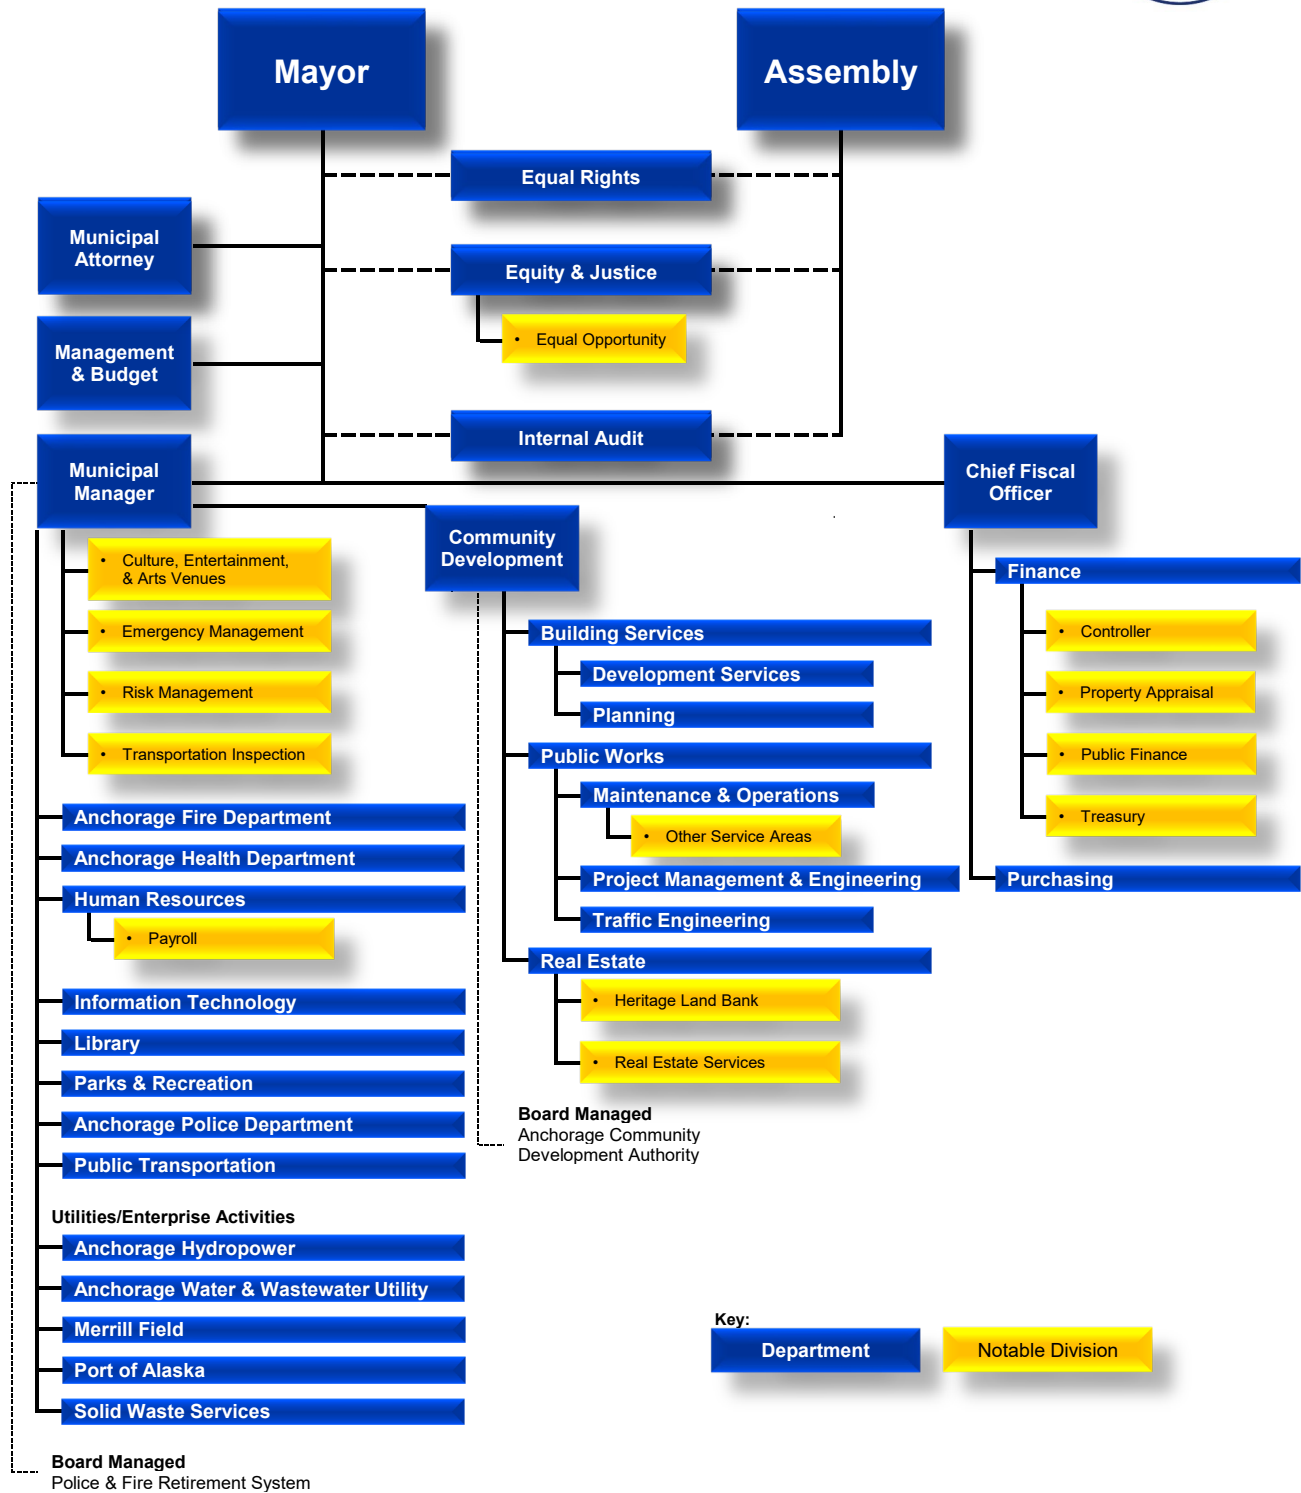 Mayor
Assembly
Equal Rights
Municipal
Attorney
Equity & Justice
• Equal Opportunity
Management
& Budget
Internal Audit
Municipal
Manager
Chief Fiscal
Officer
Community
Development
• Culture, Entertainment,
& Arts Venues
• Emergency Management
• Risk Management
• Transportation Inspection
Anchorage Fire Department
Anchorage Health Department
Human Resources
• Payroll
Information Technology
Library
Parks & Recreation
Anchorage Police Department
Public Transportation
Utilities/Enterprise Activities
Anchorage Hydropower
Anchorage Water & Wastewater Utility
Merrill Field
Port of Alaska
Solid Waste Services
Board Managed
Police & Fire Retirement System
Building Services
Development Services
Planning
Public Works
Maintenance & Operations
• Other Service Areas
Project Management & Engineering
Traffic Engineering
Real Estate
• Heritage Land Bank
• Real Estate Services
Board Managed
Anchorage Community
Development Authority
Finance
• Controller
• Property Appraisal
• Public Finance
• Treasury
Purchasing
Key:
Department
Notable Division